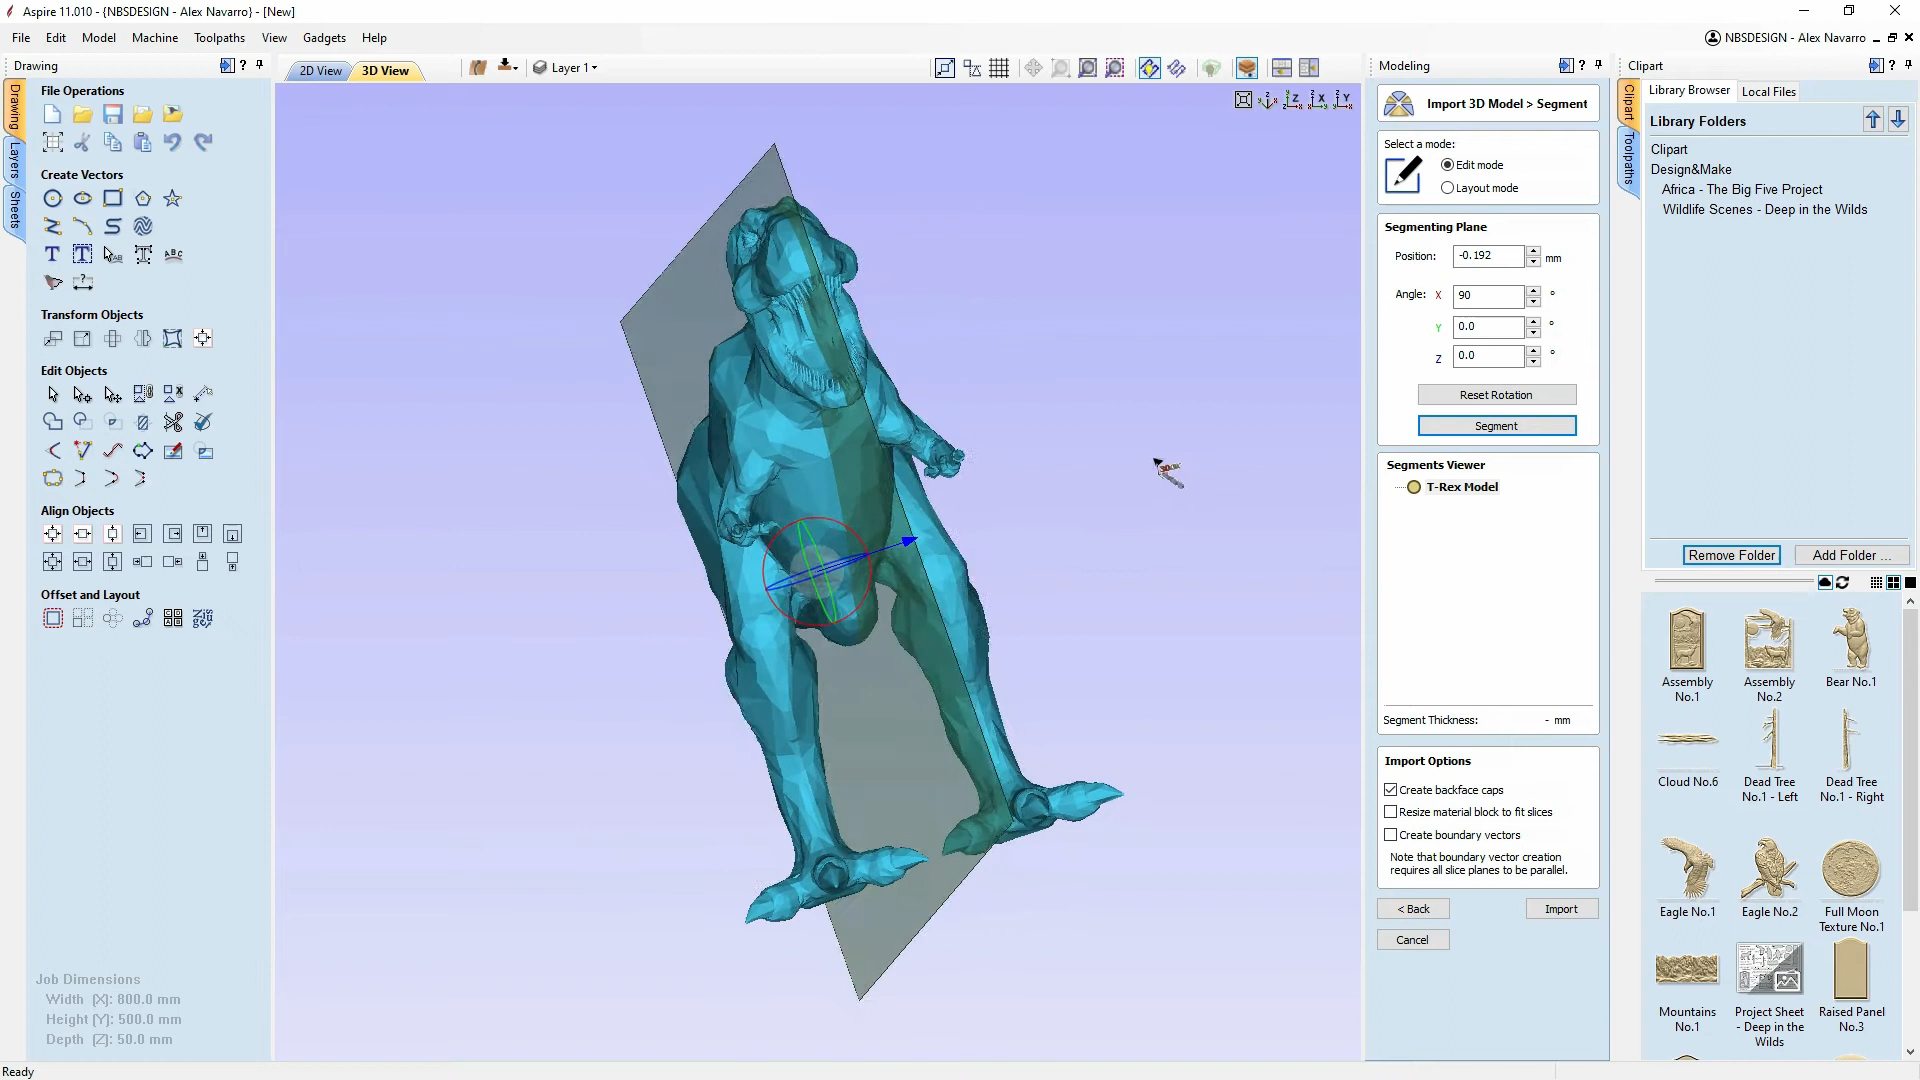 Aspire 11.010 - {NBSDESIGN - Alex Navarro} - [New]
File Edit Model Machine Toolpaths View Gadgets Help
NBSDESIGN - Alex Navarro
Drawing
Drawing
Layers
Sheets
File Operations
Create Vectors
Transform Objects
Edit Objects
Align Objects
Offset and Layout
Job Dimensions
Width (X): 800.0 mm
Height (Y): 500.0 mm
Depth (Z): 50.0 mm
Ready
2D View
3D View
Layer 1
Modeling
Import 3D Model > Segment
Select a mode:
Edit mode
Layout mode
Segmenting Plane
Position: -0.192 mm
Angle: X 90 °
Y 0.0 °
Z 0.0 °
Reset Rotation
Segment
Segments Viewer
T-Rex Model
Segment Thickness: - mm
Import Options
Create backface caps
Resize material block to fit slices
Create boundary vectors
Note that boundary vector creation
requires all slice planes to be parallel.
< Back
Import
Cancel
Clipart
Clipart
Toolpaths
Library Browser
Local Files
Library Folders
Clipart
Design&Make
Africa - The Big Five Project
Wildlife Scenes - Deep in the Wilds
Remove Folder
Add Folder ...
Assembly
No.1
Assembly
No.2
Bear No.1
Cloud No.6
Dead Tree
No.1 - Left
Dead Tree
No.1 - Right
Eagle No.1
Eagle No.2
Full Moon
Texture No.1
Mountains
No.1
Project Sheet
- Deep in the
Wilds
Raised Panel
No.3